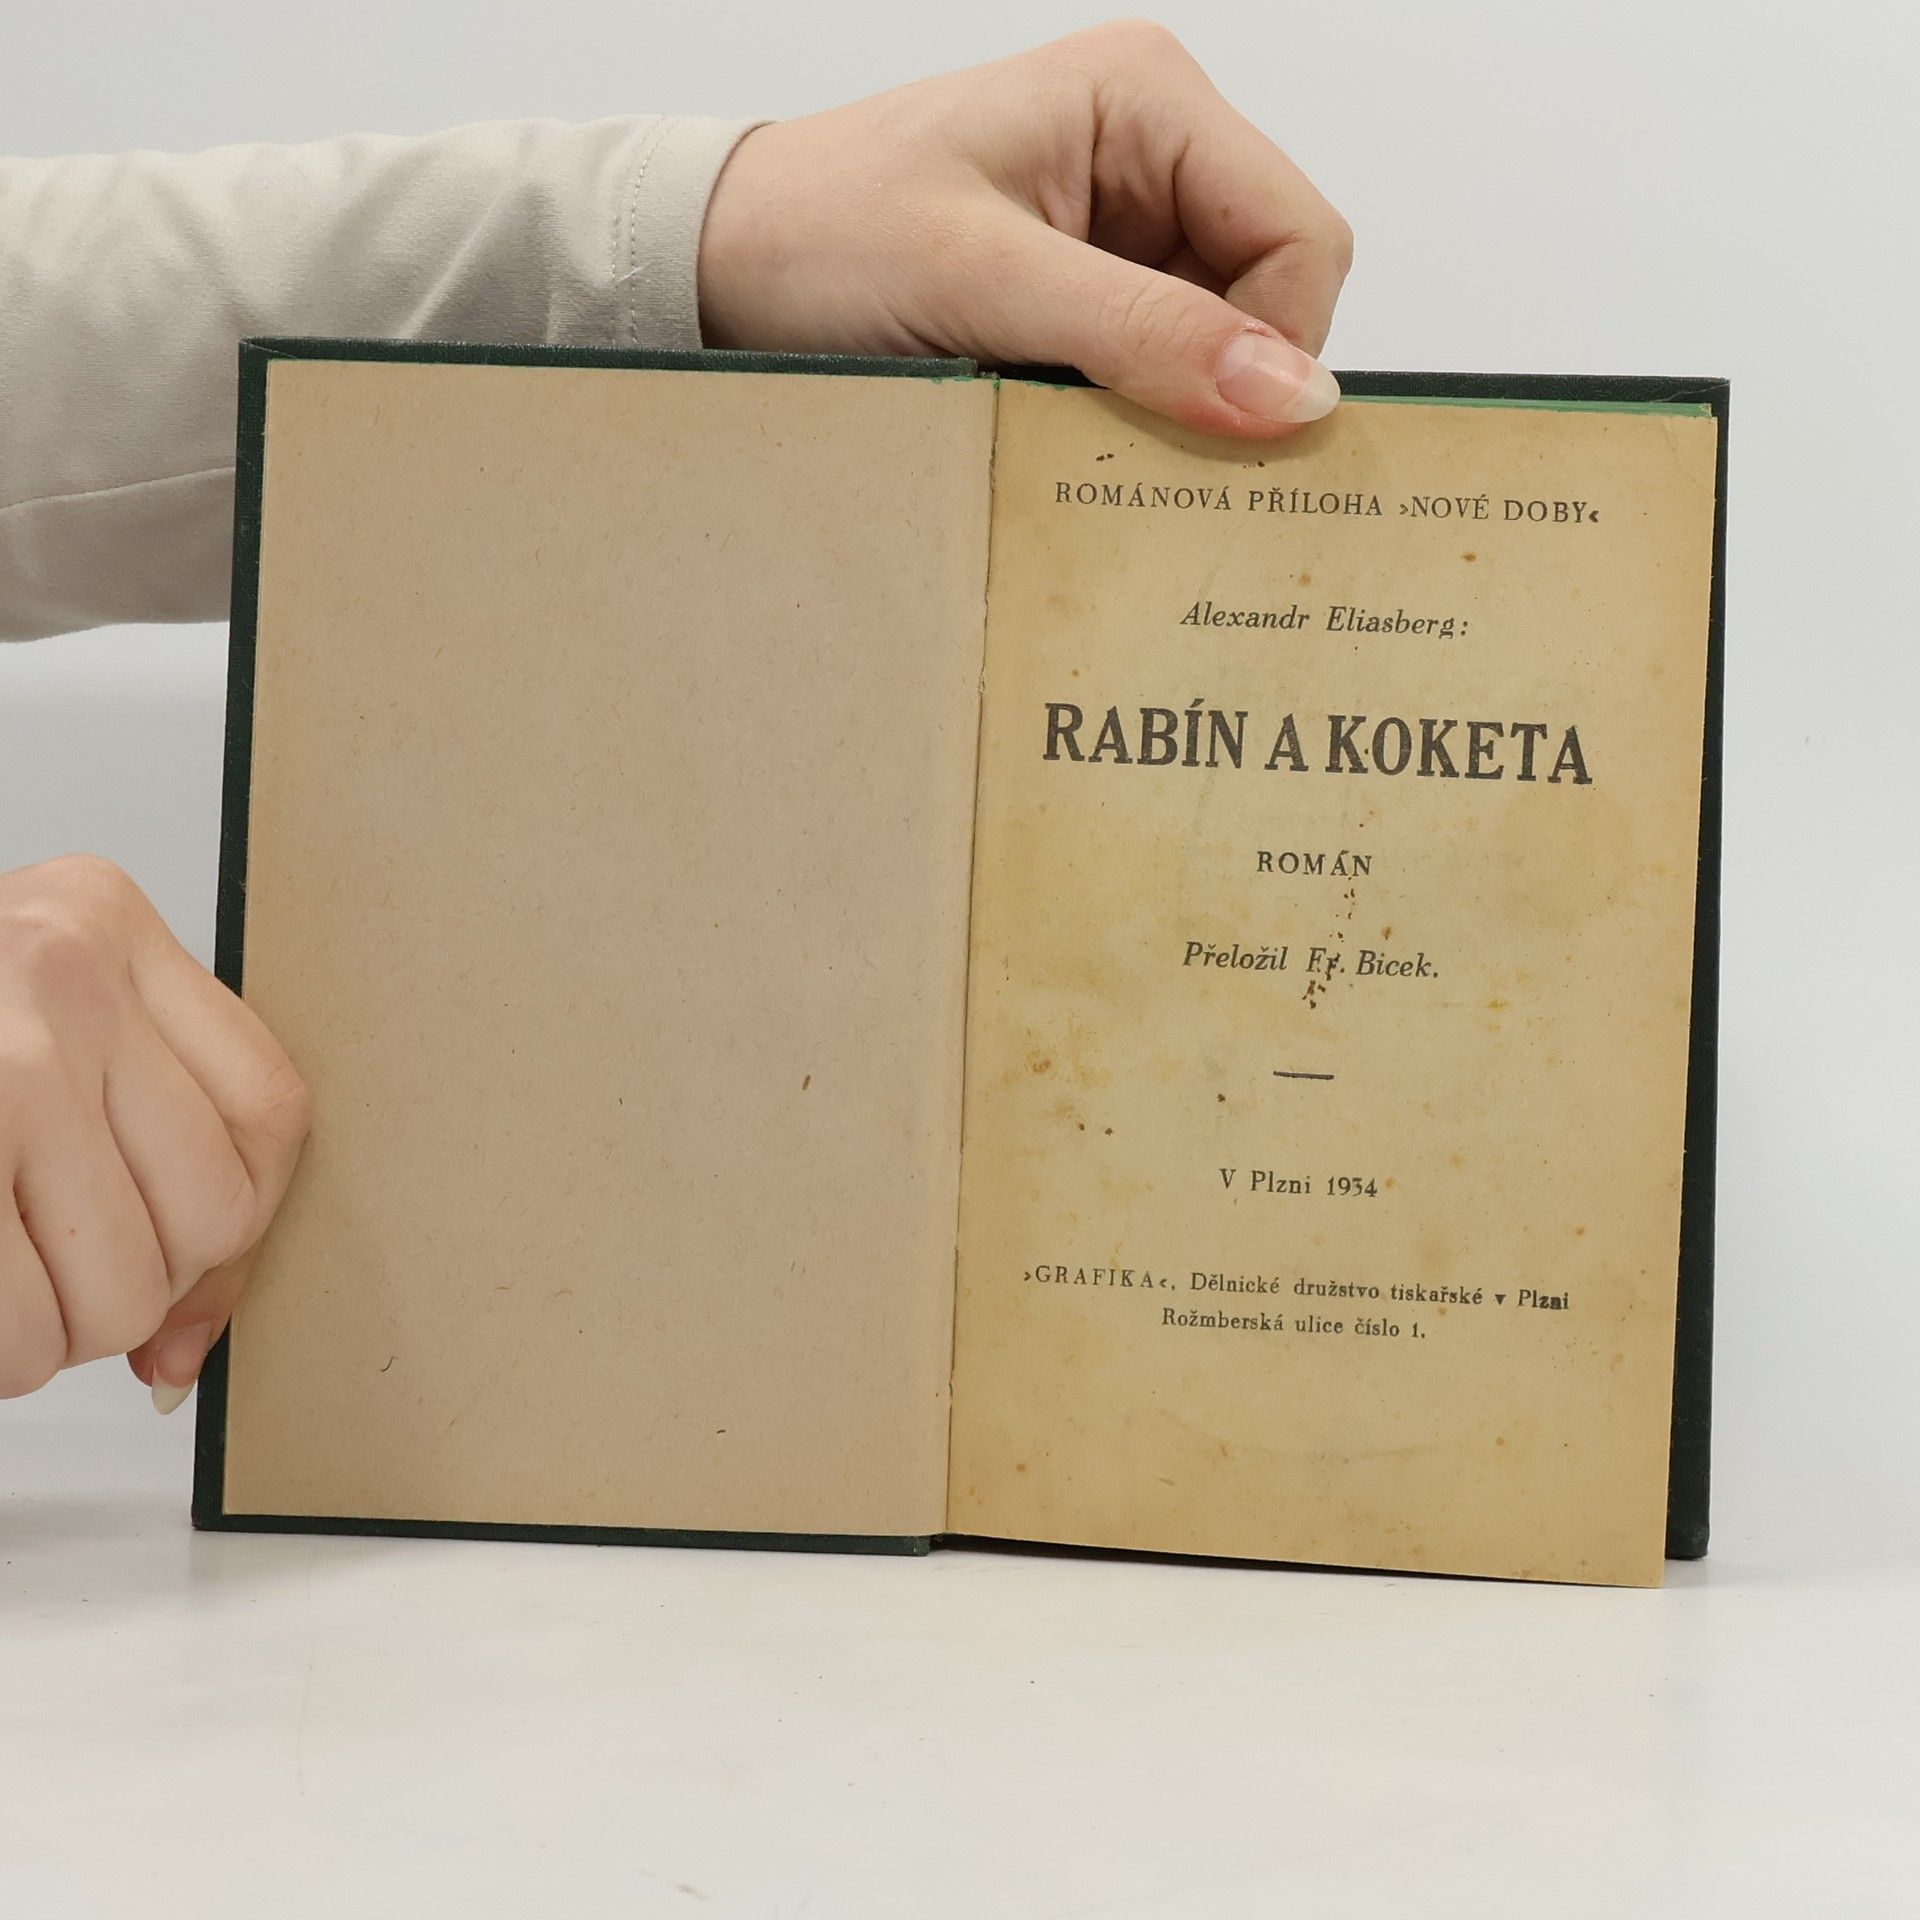 ROMÁNOVÁ PŘÍLOHA ›NOVÉ DOBY‹
Alexandr Eliasberg:
RABÍN A KOKETA
ROMÁN
Přeložil Fr. Bicek.
V Plzni 1934
›GRAFIKA‹, Dělnické družstvo tiskařské v Plzni
Rožmberská ulice číslo 1.